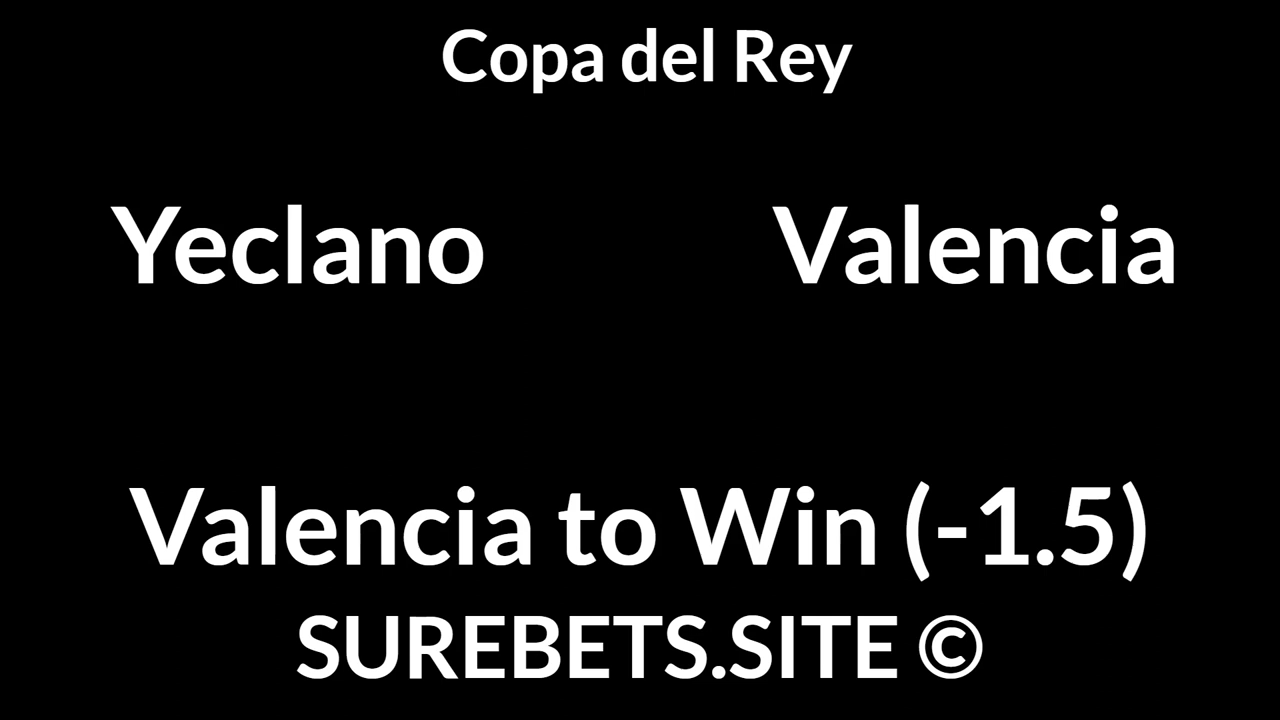 Copa del Rey
Yeclano Valencia
Valencia to Win (-1.5)
SUREBETS.SITE ©